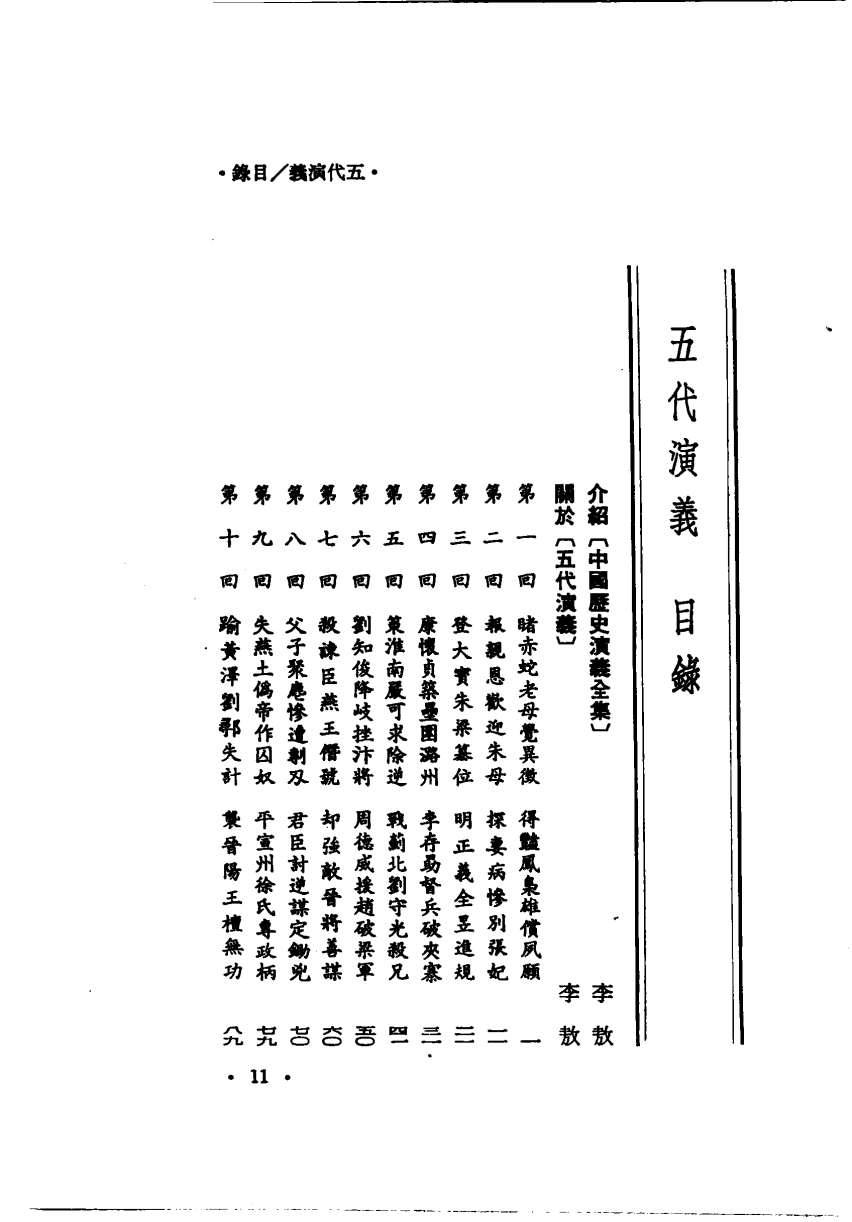 •錄目／義演代五•
五代演義 目錄
介紹〔中國歷史演義全集〕 李敖
關於〔五代演義〕 李敖
第一回 睹赤蛇老母覺異徵 得豔鳳梟雄償夙願 一
第二回 報親恩歡迎朱母 探妻病慘別張妃 一一
第三回 登大寶朱梁篡位 明正義全昱進規 二一
第四回 康懷貞築壘圍潞州 李存勗督兵破夾寨 三一
第五回 策淮南嚴可求除逆 戰薊北劉守光殺兄 四一
第六回 劉知俊降岐挫汴將 周德威援趙破梁軍 五〇
第七回 殺諫臣燕王僭號 却強敵晉將善謀 六〇
第八回 父子聚麀慘遭剚刃 君臣討逆謀定鋤兇 七〇
第九回 失燕土僞帝作囚奴 平宣州徐氏專政柄 七九
第十回 踰黃澤劉鄩失計 襲晉陽王檀無功 八九
• 11 •